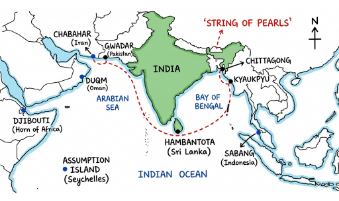 'STRING OF PEARLS'
N
CHABAHAR
(Iran)
GWADAR
(Pakistan)
CHITTAGONG
INDIA
KYAUKPYU
DUQM
(Oman)
ARABIAN
SEA
BAY OF
BENGAL
DJIBOUTI
(Horn of Africa)
HAMBANTOTA
(Sri Lanka)
SABANG
(Indonesia)
ASSUMPTION
ISLAND
(Seychelles)
INDIAN OCEAN